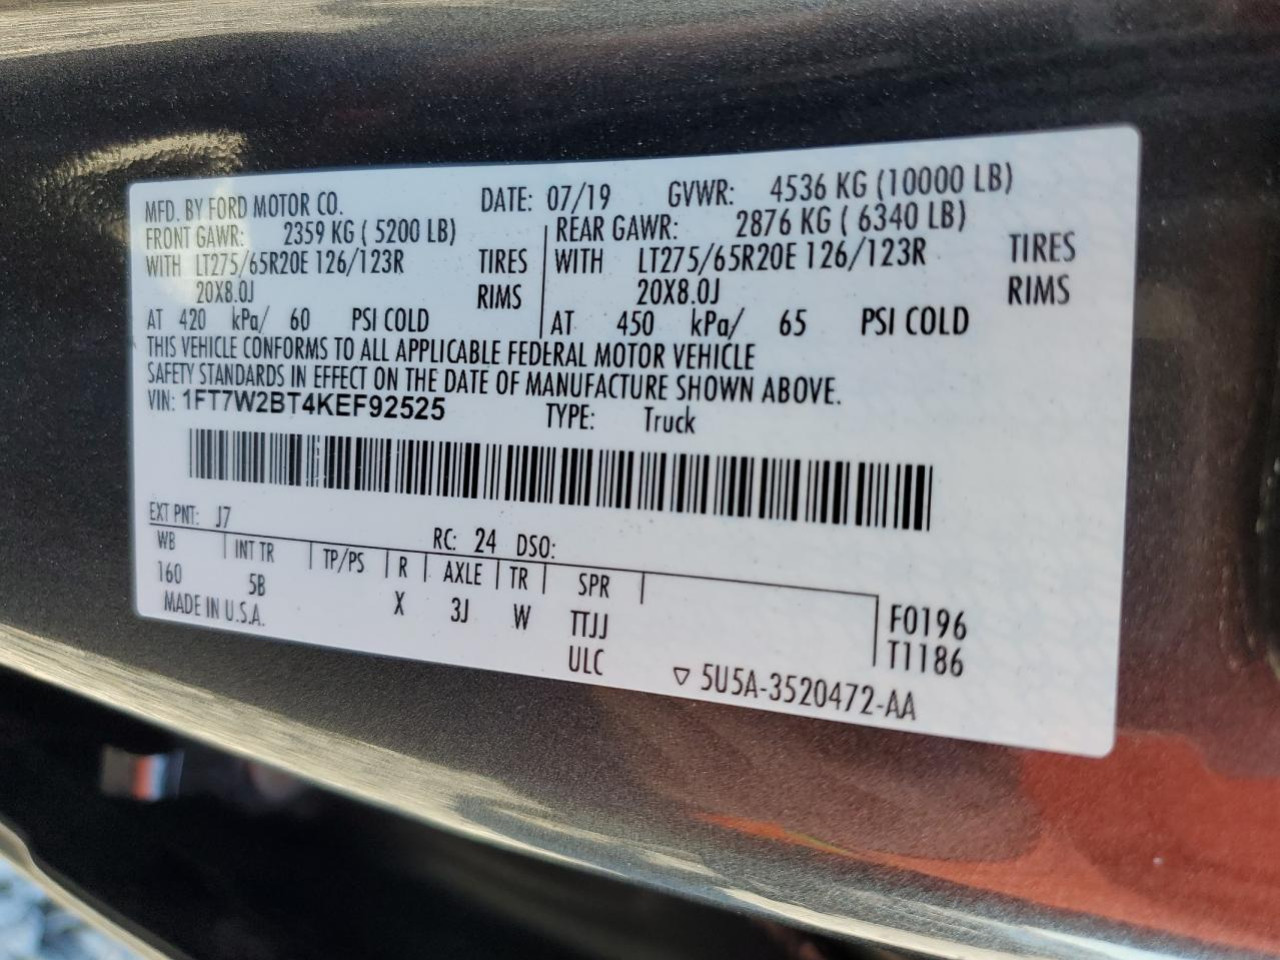 MFD. BY FORD MOTOR CO. DATE: 07/19 GVWR: 4536 KG (10000 LB)
FRONT GAWR: 2359 KG ( 5200 LB) REAR GAWR: 2876 KG ( 6340 LB)
WITH LT275/65R20E 126/123R TIRES WITH LT275/65R20E 126/123R TIRES
20X8.0J RIMS 20X8.0J RIMS
AT 420 kPa/ 60 PSI COLD AT 450 kPa/ 65 PSI COLD
THIS VEHICLE CONFORMS TO ALL APPLICABLE FEDERAL MOTOR VEHICLE
SAFETY STANDARDS IN EFFECT ON THE DATE OF MANUFACTURE SHOWN ABOVE.
VIN: 1FT7W2BT4KEF92525 TYPE: Truck
EXT PNT: J7 RC: 24 DSO:
WB INT TR TP/PS R AXLE TR SPR
160 5B X 3J W TTJJ F0196
MADE IN U.S.A. ULC T1186
5U5A-3520472-AA